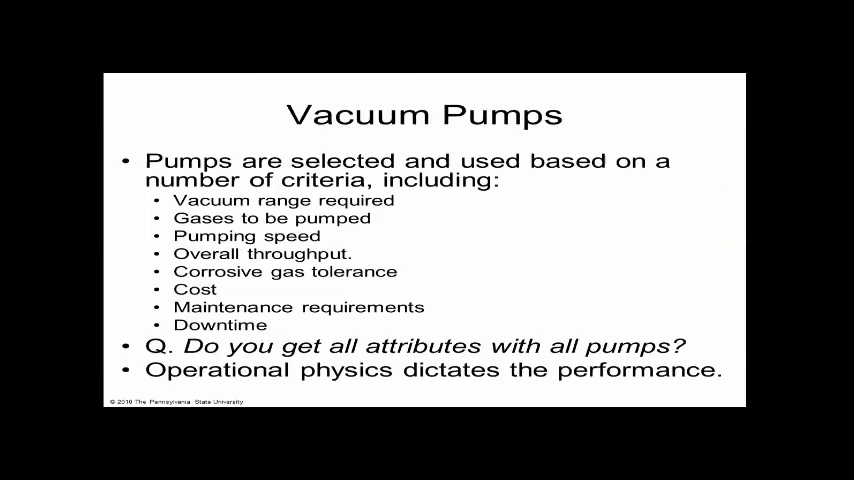 Vacuum Pumps
• Pumps are selected and used based on a
number of criteria, including:
• Vacuum range required
• Gases to be pumped
• Pumping speed
• Overall throughput.
• Corrosive gas tolerance
• Cost
• Maintenance requirements
• Downtime
• Q. Do you get all attributes with all pumps?
• Operational physics dictates the performance.
© 2010 The Pennsylvania State University